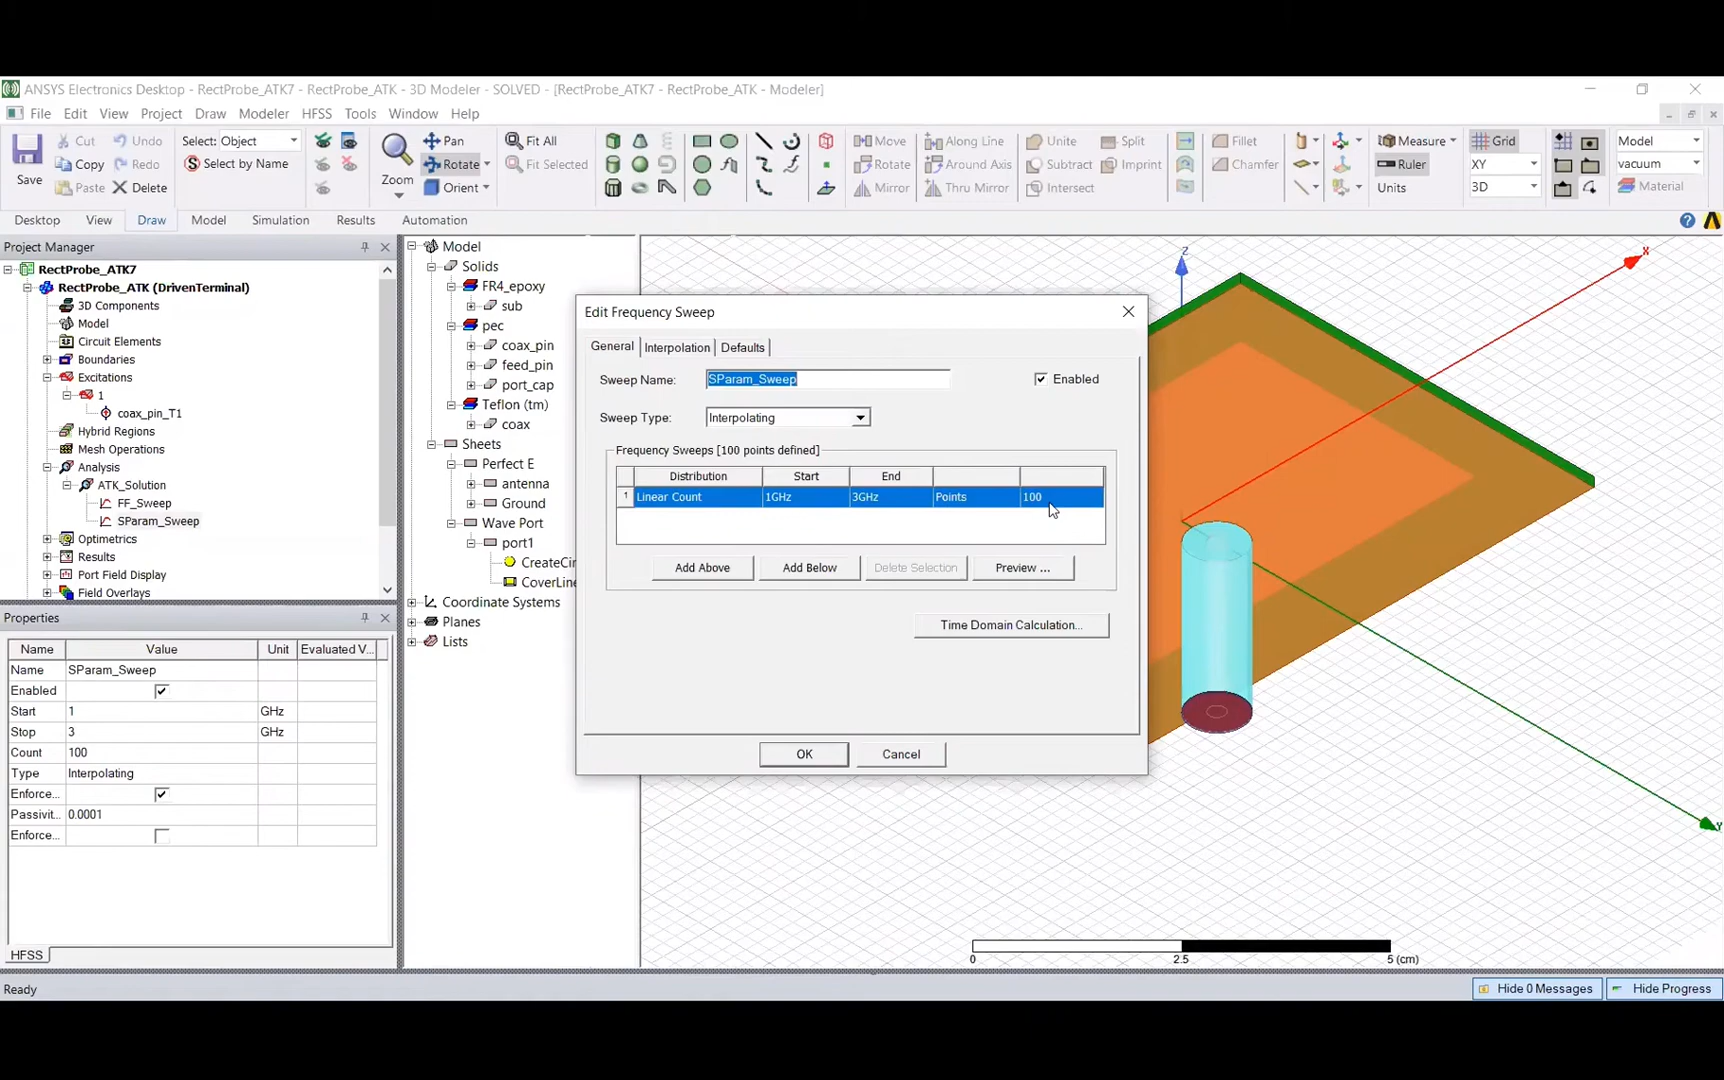 ANSYS Electronics Desktop - RectProbe_ATK7 - RectProbe_ATK - 3D Modeler - SOLVED - [RectProbe_ATK7 - RectProbe_ATK - Modeler]
File Edit View Project Draw Modeler HFSS Tools Window Help
Save
Cut
Copy
Paste
Undo
Redo
Delete
Select: Object
Select by Name
Zoom
Pan
Rotate
Orient
Fit All
Fit Selected
Move
Rotate
Mirror
Along Line
Around Axis
Thru Mirror
Unite
Subtract
Intersect
Split
Imprint
Fillet
Chamfer
Measure
Ruler
Units
Grid
XY
3D
Model
vacuum
Material
Desktop View Draw Model Simulation Results Automation
Project Manager
RectProbe_ATK7
RectProbe_ATK (DrivenTerminal)
3D Components
Model
Circuit Elements
Boundaries
Excitations
1
coax_pin_T1
Hybrid Regions
Mesh Operations
Analysis
ATK_Solution
FF_Sweep
SParam_Sweep
Optimetrics
Results
Port Field Display
Field Overlays
Properties
Name Value Unit Evaluated V...
Name SParam_Sweep
Enabled
Start 1 GHz
Stop 3 GHz
Count 100
Type Interpolating
Enforce...
Passivit... 0.0001
Enforce...
HFSS
Model
Solids
FR4_epoxy
sub
pec
coax_pin
feed_pin
port_cap
Teflon (tm)
coax
Sheets
Perfect E
antenna
Ground
Wave Port
port1
CreateCir
CoverLine
Coordinate Systems
Planes
Lists
Edit Frequency Sweep
General Interpolation Defaults
Sweep Name: SParam_Sweep
Enabled
Sweep Type: Interpolating
Frequency Sweeps [100 points defined]
Distribution Start End
1 Linear Count 1GHz 3GHz Points 100
Add Above Add Below Delete Selection Preview ...
Time Domain Calculation...
OK Cancel
Z
X
Y
0 2.5 5 (cm)
Ready
Hide 0 Messages Hide Progress